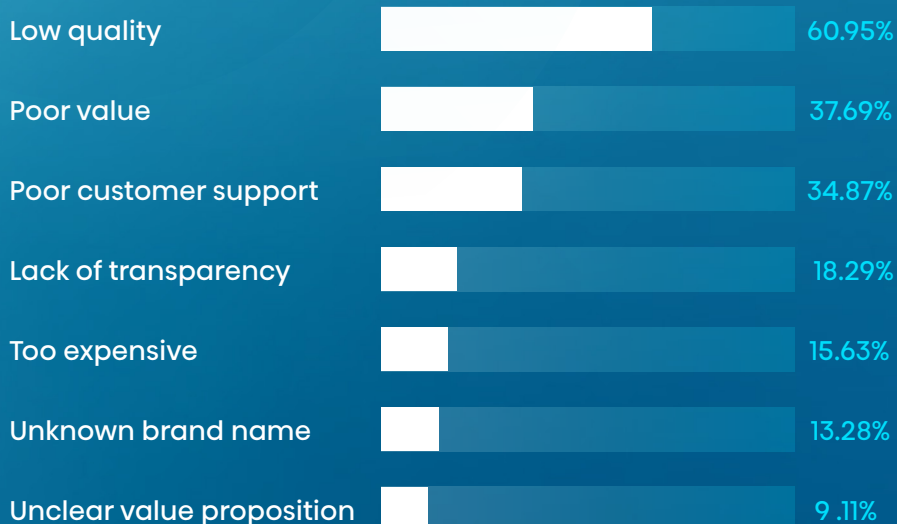 Low quality 60.95%
Poor value 37.69%
Poor customer support 34.87%
Lack of transparency 18.29%
Too expensive 15.63%
Unknown brand name 13.28%
Unclear value proposition 9 .11%